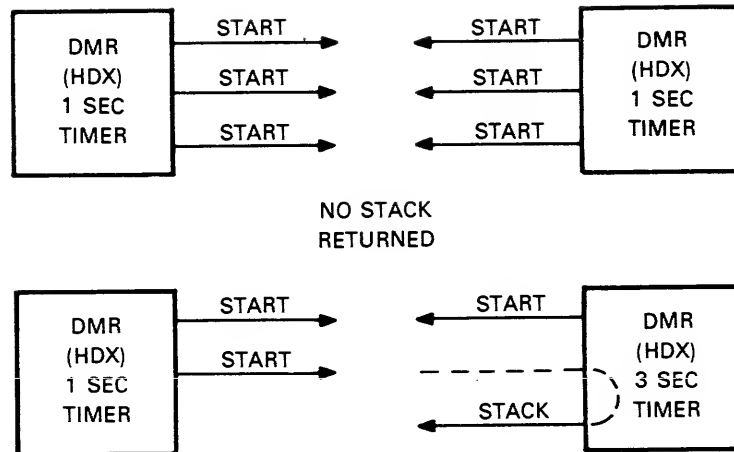 START
START
START
DMR
(HDX)
1 SEC
TIMER
START
START
START
DMR
(HDX)
1 SEC
TIMER
NO STACK
RETURNED
DMR
(HDX)
1 SEC
TIMER
START
START
START
STACK
DMR
(HDX)
3 SEC
TIMER